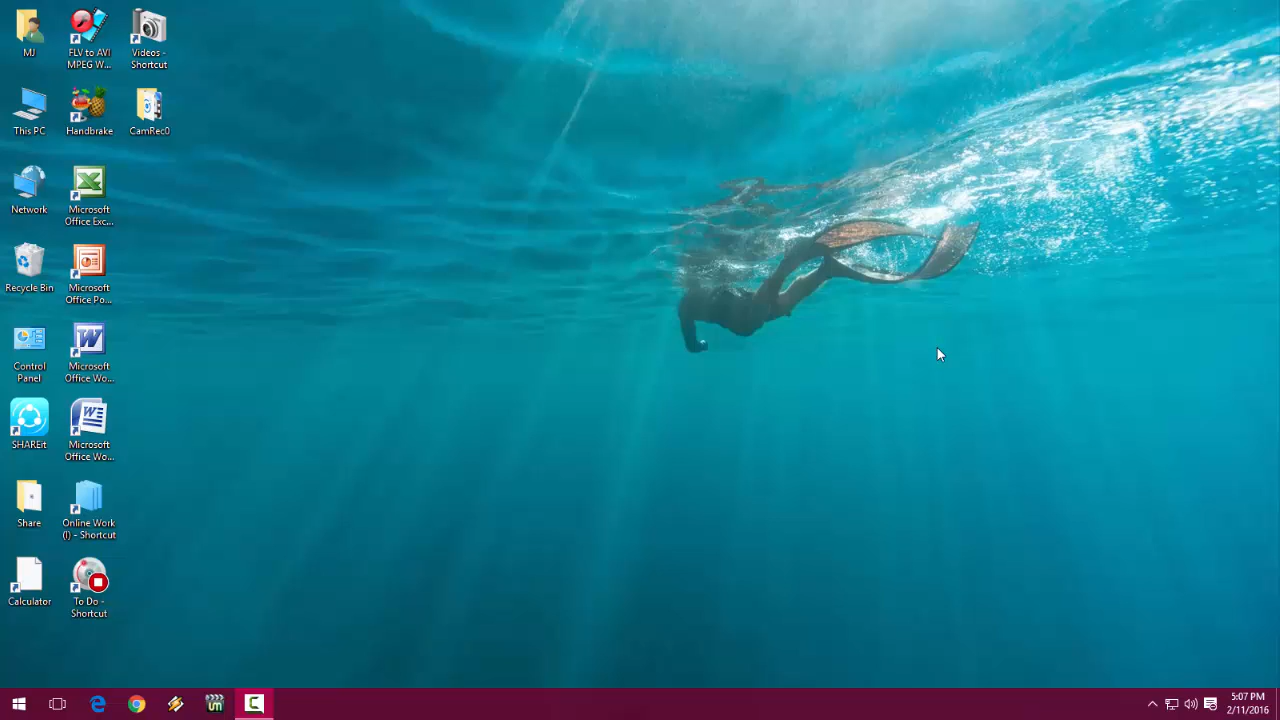 MJ
FLV to AVI
MPEG W...
Videos -
Shortcut
This PC
Handbrake
CamRec0
Network
Microsoft
Office Exc...
Recycle Bin
Microsoft
Office Po...
Control
Panel
Microsoft
Office Wo...
SHAREit
Microsoft
Office Wo...
Share
Online Work
(I) - Shortcut
Calculator
To Do -
Shortcut
5:07 PM
2/11/2016